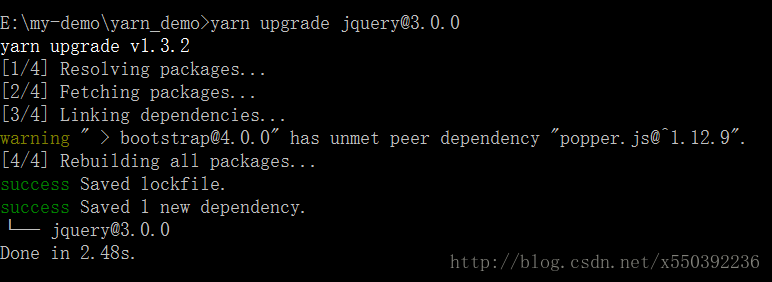 E:\my-demo\yarn_demo>yarn upgrade jquery@3.0.0
yarn upgrade v1.3.2
[1/4] Resolving packages...
[2/4] Fetching packages...
[3/4] Linking dependencies...
warning " > bootstrap@4.0.0" has unmet peer dependency "popper.js@^1.12.9".
[4/4] Rebuilding all packages...
success Saved lockfile.
success Saved 1 new dependency.
└── jquery@3.0.0
Done in 2.48s.
http://blog.csdn.net/x550392236